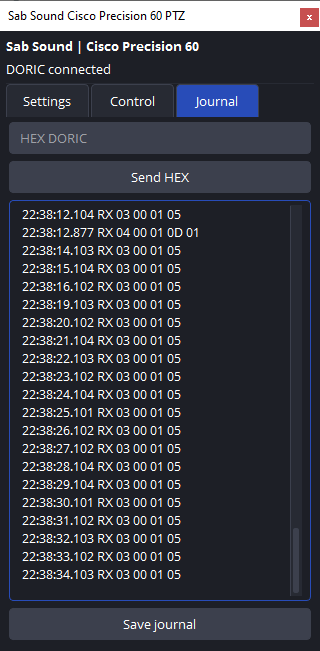 Sab Sound Cisco Precision 60 PTZ
x
Sab Sound | Cisco Precision 60
DORIC connected
Settings Control Journal
HEX DORIC
Send HEX
22:38:12.104 RX 03 00 01 05
22:38:12.877 RX 04 00 01 0D 01
22:38:14.103 RX 03 00 01 05
22:38:15.104 RX 03 00 01 05
22:38:16.102 RX 03 00 01 05
22:38:19.103 RX 03 00 01 05
22:38:20.102 RX 03 00 01 05
22:38:21.104 RX 03 00 01 05
22:38:22.103 RX 03 00 01 05
22:38:23.102 RX 03 00 01 05
22:38:24.104 RX 03 00 01 05
22:38:25.101 RX 03 00 01 05
22:38:26.102 RX 03 00 01 05
22:38:27.102 RX 03 00 01 05
22:38:28.104 RX 03 00 01 05
22:38:29.104 RX 03 00 01 05
22:38:30.101 RX 03 00 01 05
22:38:31.102 RX 03 00 01 05
22:38:32.103 RX 03 00 01 05
22:38:33.102 RX 03 00 01 05
22:38:34.103 RX 03 00 01 05
Save journal